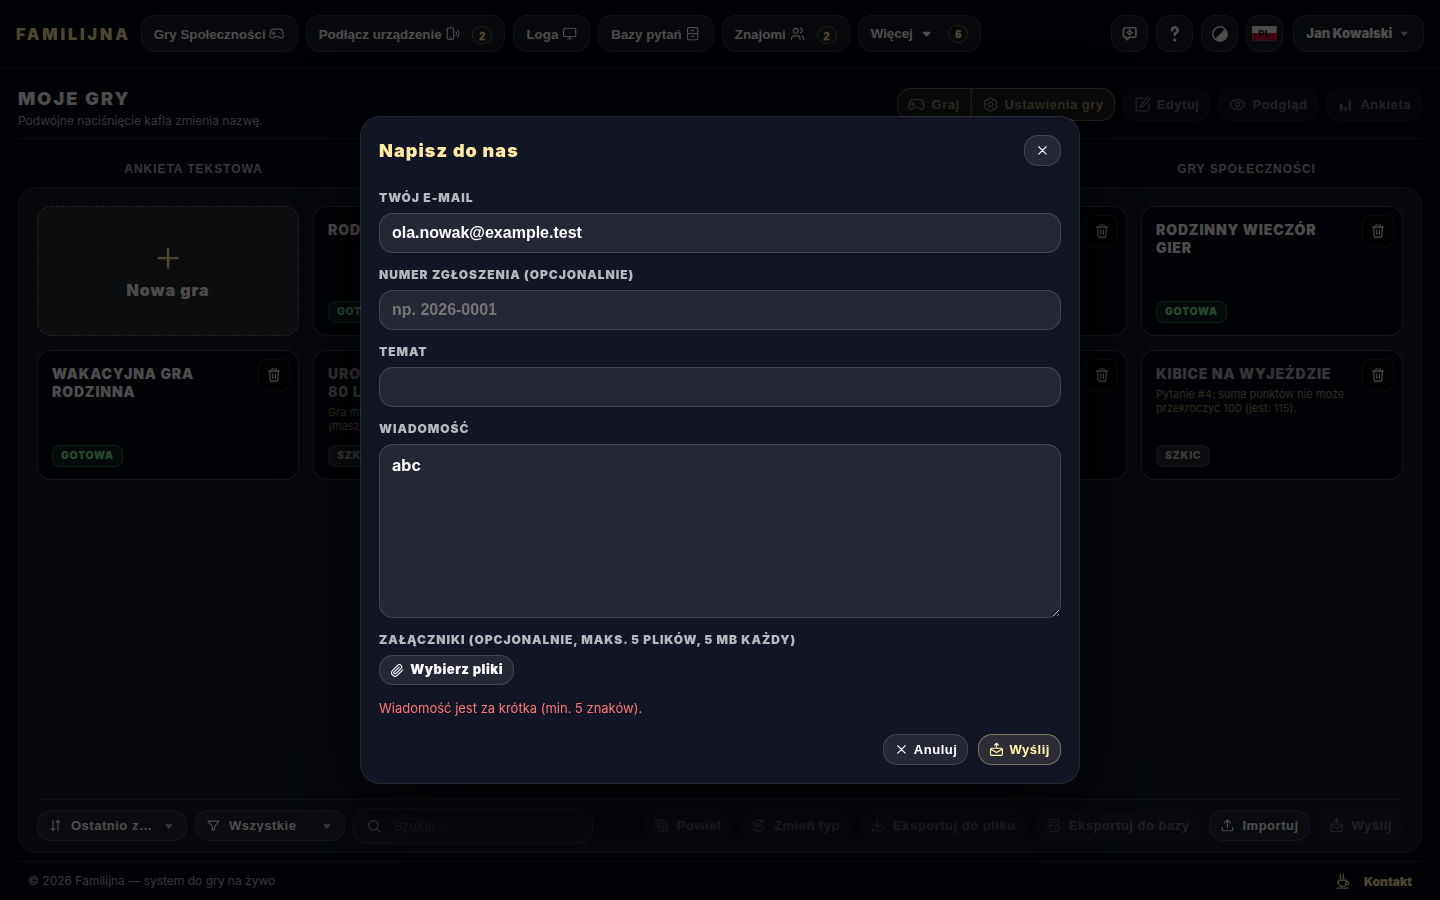 FAMILIJNA
Gry Społeczności
Podłącz urządzenie 2
Loga
Bazy pytań
Znajomi 2
Więcej 6
?
PL
Jan Kowalski
MOJE GRY
Podwójne naciśnięcie kafla zmienia nazwę.
Graj
Ustawienia gry
Edytuj
Podgląd
Ankieta
ANKIETA TEKSTOWA
GRY SPOŁECZNOŚCI
Nowa gra
RODZINNY WIECZÓR
GIER
GOTOWA
WAKACYJNA GRA
RODZINNA
GOTOWA
80 L
Gra m
(masz
KIBICE NA WYJEŹDZIE
Pytanie #4: suma punktów nie może
przekroczyć 100 (jest: 115).
SZKIC
Napisz do nas
TWÓJ E-MAIL
ola.nowak@example.test
NUMER ZGŁOSZENIA (OPCJONALNIE)
np. 2026-0001
TEMAT
WIADOMOŚĆ
abc
ZAŁĄCZNIKI (OPCJONALNIE, MAKS. 5 PLIKÓW, 5 MB KAŻDY)
Wybierz pliki
Wiadomość jest za krótka (min. 5 znaków).
Anuluj
Wyślij
Ostatnio z...
Wszystkie
Szukaj...
Powiel
Zmień typ
Eksportuj do pliku
Eksportuj do bazy
Importuj
Wyślij
© 2026 Familijna — system do gry na żywo
Kontakt